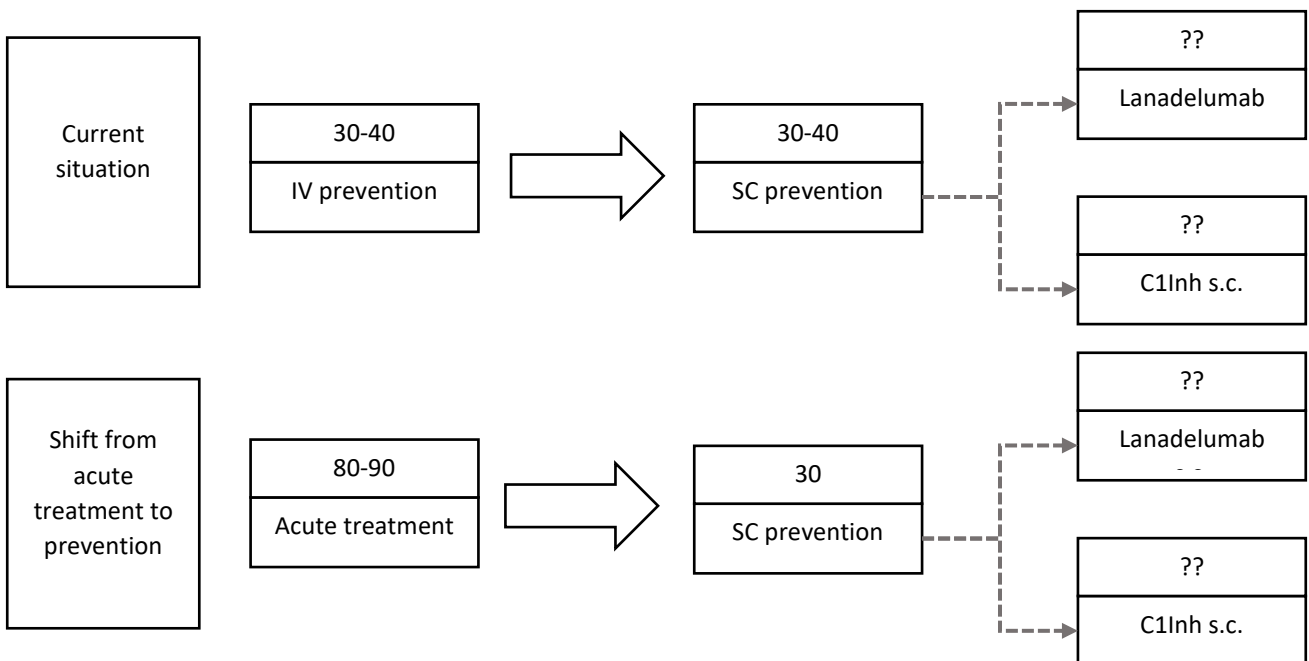 Current
situation
30-40
IV prevention
30-40
SC prevention
??
Lanadelumab
??
C1Inh s.c.
Shift from
acute
treatment to
prevention
80-90
Acute treatment
30
SC prevention
??
Lanadelumab
??
C1Inh s.c.